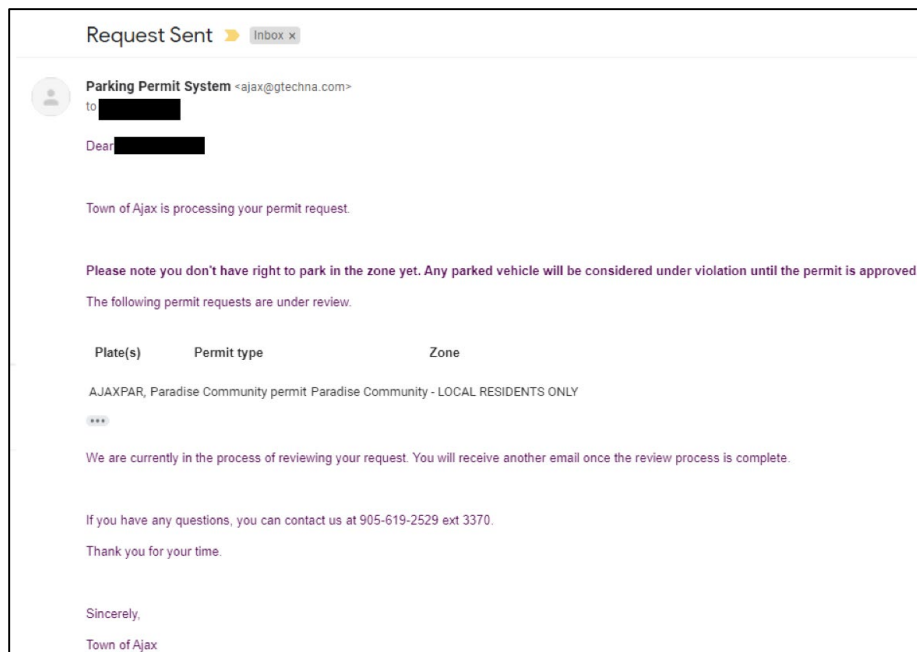 Request Sent Inbox ×
Parking Permit System <ajax@gtechna.com>
to
Dear
Town of Ajax is processing your permit request.
Please note you don't have right to park in the zone yet. Any parked vehicle will be considered under violation until the permit is approved
The following permit requests are under review.
Plate(s) Permit type Zone
AJAXPAR, Paradise Community permit Paradise Community - LOCAL RESIDENTS ONLY
We are currently in the process of reviewing your request. You will receive another email once the review process is complete.
If you have any questions, you can contact us at 905-619-2529 ext 3370.
Thank you for your time.
Sincerely,
Town of Ajax